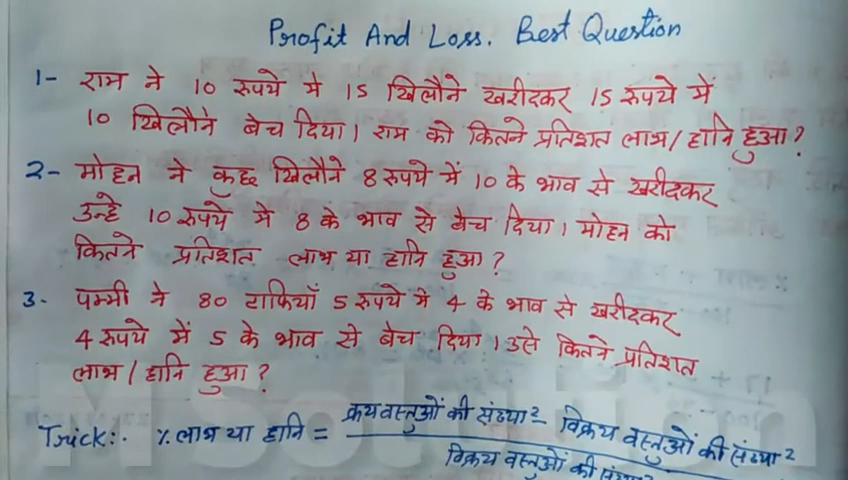 Profit And Loss. Best Question
1- राम ने 10 रुपये मे 15 खिलौने खरीदकर 15 रुपये में
10 खिलौने बेच दिया। राम को कितने प्रतिशत लाभ/हानि हुआ?
2- मोहन ने कुछ खिलौने 8 रुपये में 10 के भाव से खरीदकर
उन्हे 10 रुपये मे 8 के भाव से बेच दिया। मोहन को
कितने प्रतिशत लाभ या हानि हुआ?
3- पम्मी ने 80 टाफियाँ 5 रुपये मे 4 के भाव से खरीदकर
4 रुपये में 5 के भाव से बेच दिया। उसे कितने प्रतिशत
लाभ/हानि हुआ?
Trick:- % लाभ या हानि = क्रय वस्तुओं की संख्या² - विक्रय वस्तुओं की संख्या²
विक्रय वस्तुओं की संख्या²
M Solution